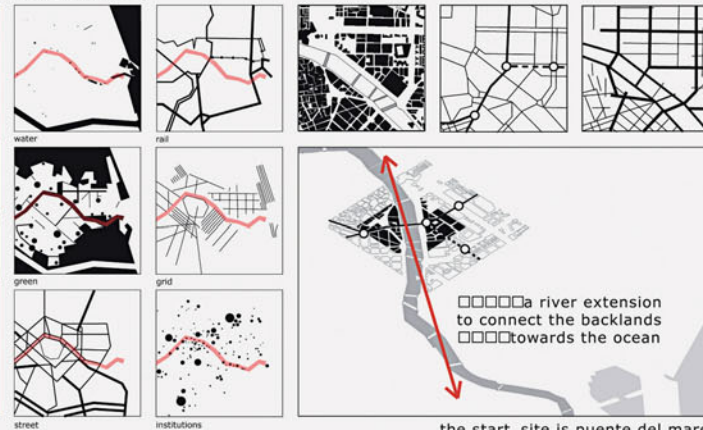 water
rail
green
grid
□□□□□a river extension
to connect the backlands
□□□□towards the ocean
street
institutions
the start site is puente del mare